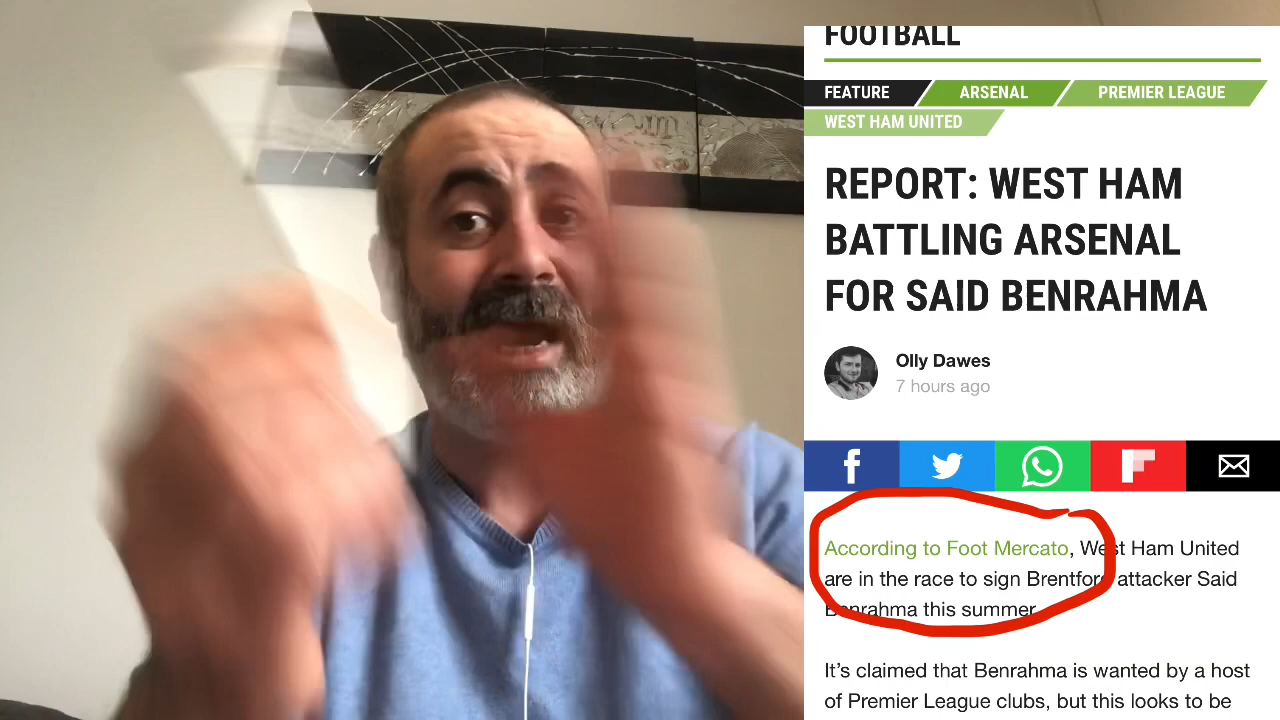 FOOTBALL
FEATURE
ARSENAL
PREMIER LEAGUE
WEST HAM UNITED
REPORT: WEST HAM
BATTLING ARSENAL
FOR SAID BENRAHMA
Olly Dawes
7 hours ago
According to Foot Mercato, West Ham United
are in the race to sign Brentford attacker Said
Benrahma this summer.
It's claimed that Benrahma is wanted by a host
of Premier League clubs, but this looks to be